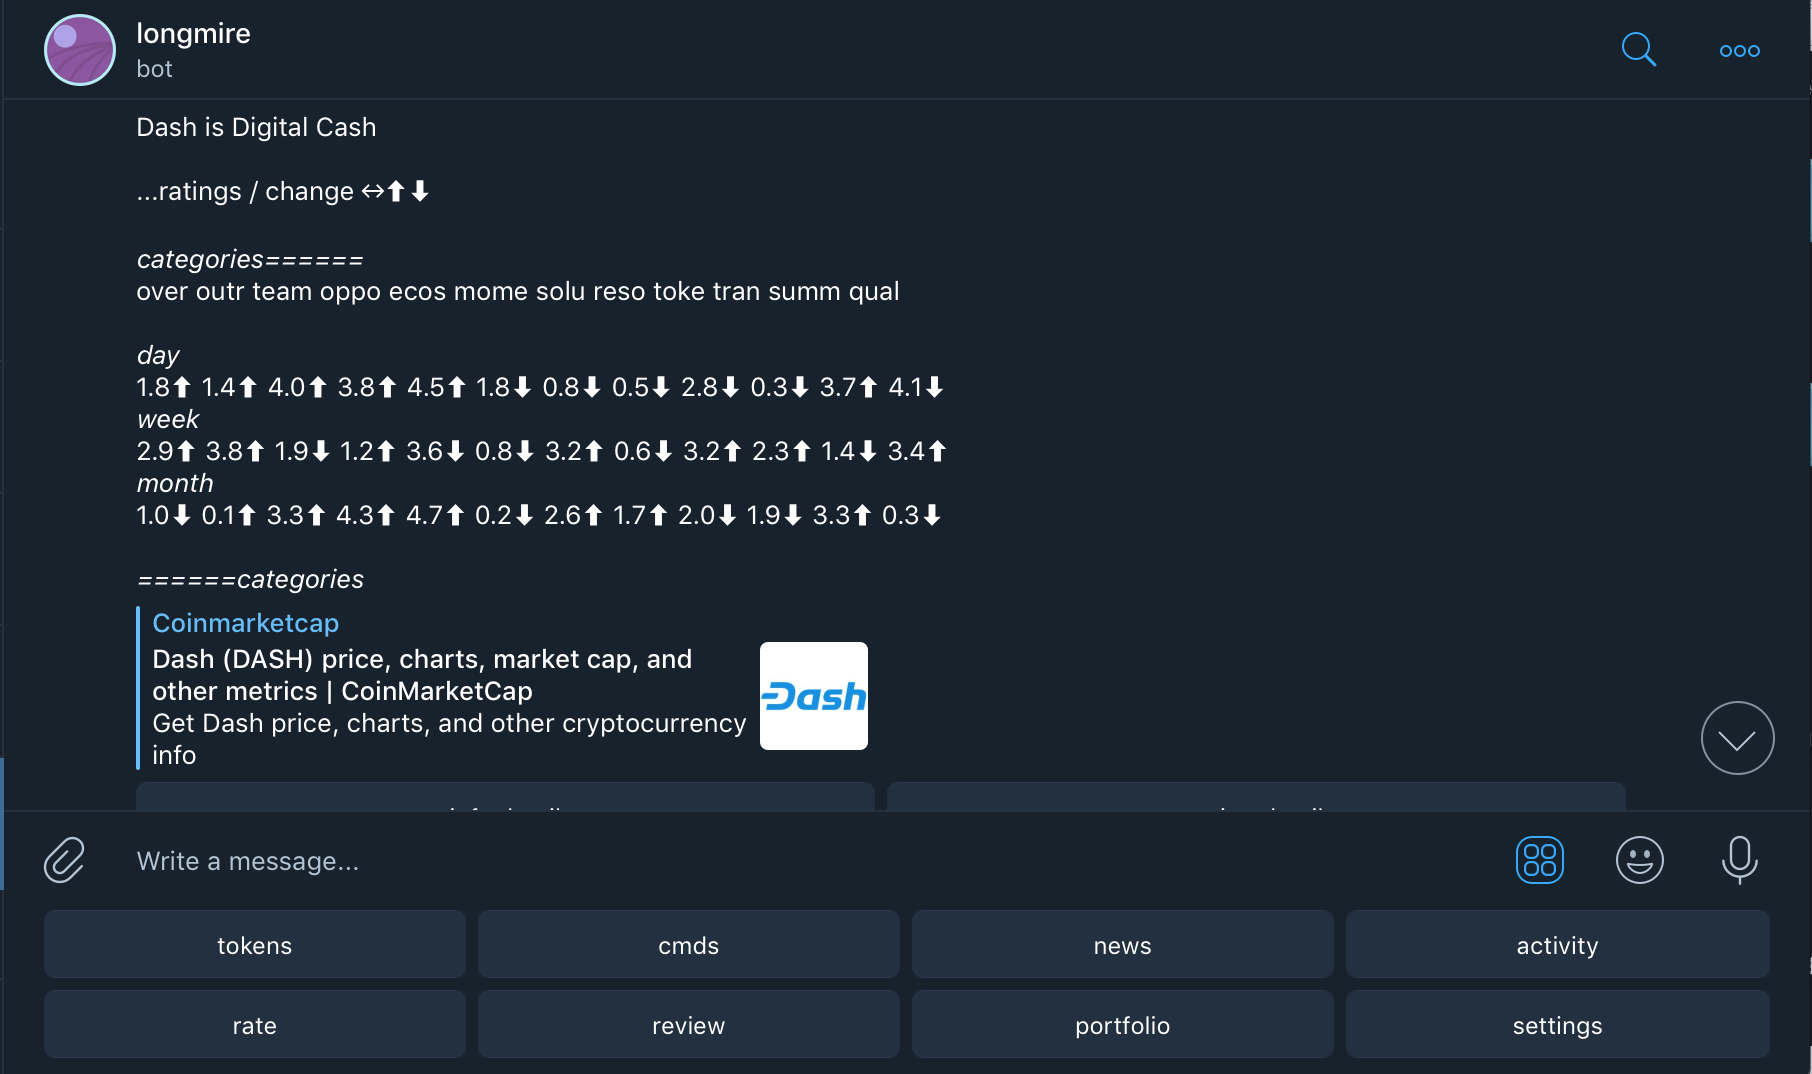 longmire
bot
Dash is Digital Cash
...ratings / change ↔⬆⬇
categories======
over outr team oppo ecos mome solu reso toke tran summ qual
day
1.8⬆ 1.4⬆ 4.0⬆ 3.8⬆ 4.5⬆ 1.8⬇ 0.8⬇ 0.5⬇ 2.8⬇ 0.3⬇ 3.7⬆ 4.1⬇
week
2.9⬆ 3.8⬆ 1.9⬇ 1.2⬆ 3.6⬇ 0.8⬇ 3.2⬆ 0.6⬇ 3.2⬆ 2.3⬆ 1.4⬇ 3.4⬆
month
1.0⬇ 0.1⬆ 3.3⬆ 4.3⬆ 4.7⬆ 0.2⬇ 2.6⬆ 1.7⬆ 2.0⬇ 1.9⬇ 3.3⬆ 0.3⬇
======categories
Coinmarketcap
Dash (DASH) price, charts, market cap, and
other metrics | CoinMarketCap
Get Dash price, charts, and other cryptocurrency
info
Dash
Write a message...
tokens cmds news activity
rate review portfolio settings